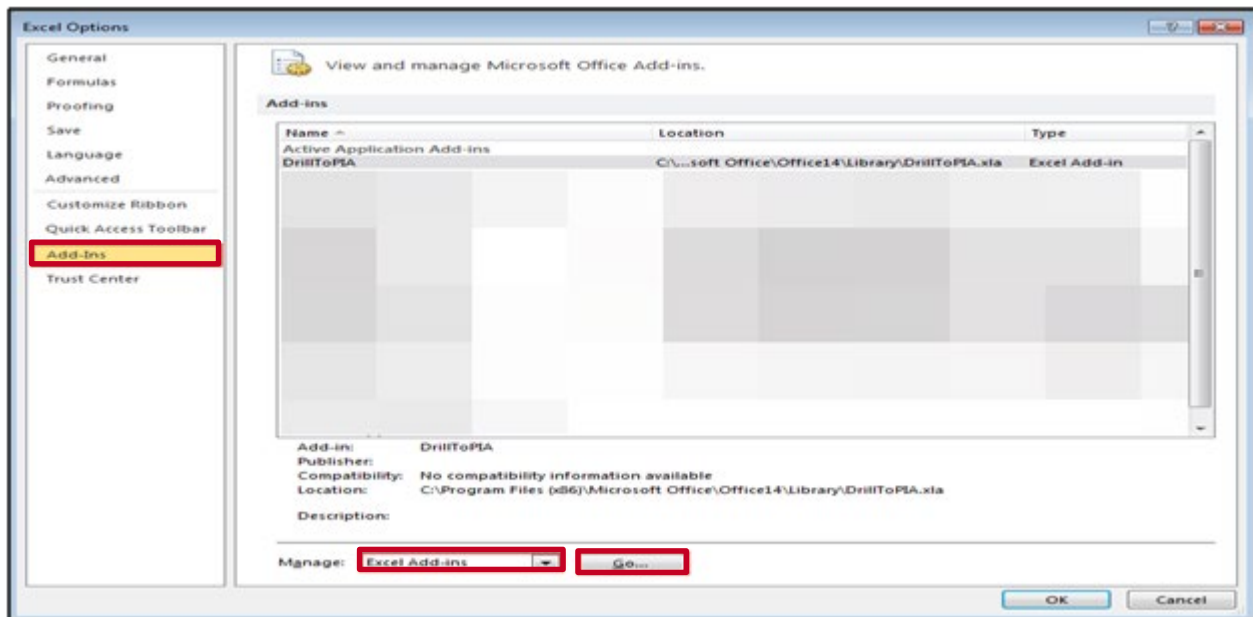 Excel Options
General
Formulas
Proofing
Save
Language
Advanced
Customize Ribbon
Quick Access Toolbar
Add-Ins
Trust Center
View and manage Microsoft Office Add-ins.
Add-ins
Name Location Type
Active Application Add-ins
DrillToPIA C:\...soft Office\Office14\Library\DrillToPIA.xla Excel Add-in
Add-in: DrillToPIA
Publisher:
Compatibility: No compatibility information available
Location: C:\Program Files (x86)\Microsoft Office\Office14\Library\DrillToPIA.xla
Description:
Manage: Excel Add-ins Go...
OK Cancel